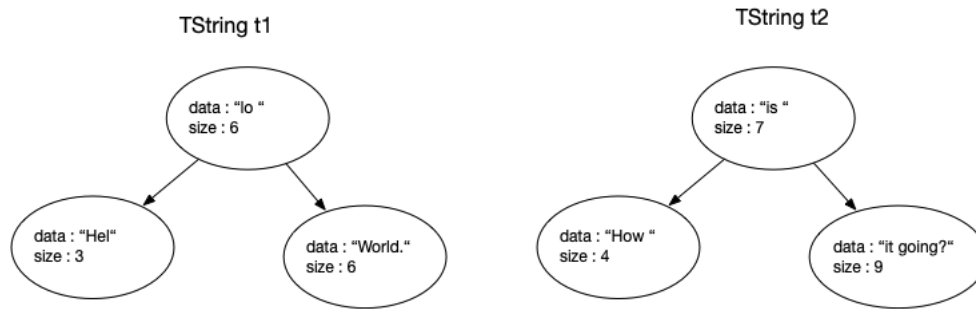 TString t1
TString t2
data : “lo “
size : 6
data : “is “
size : 7
data : “Hel“
size : 3
data : “World.“
size : 6
data : “How “
size : 4
data : “it going?“
size : 9